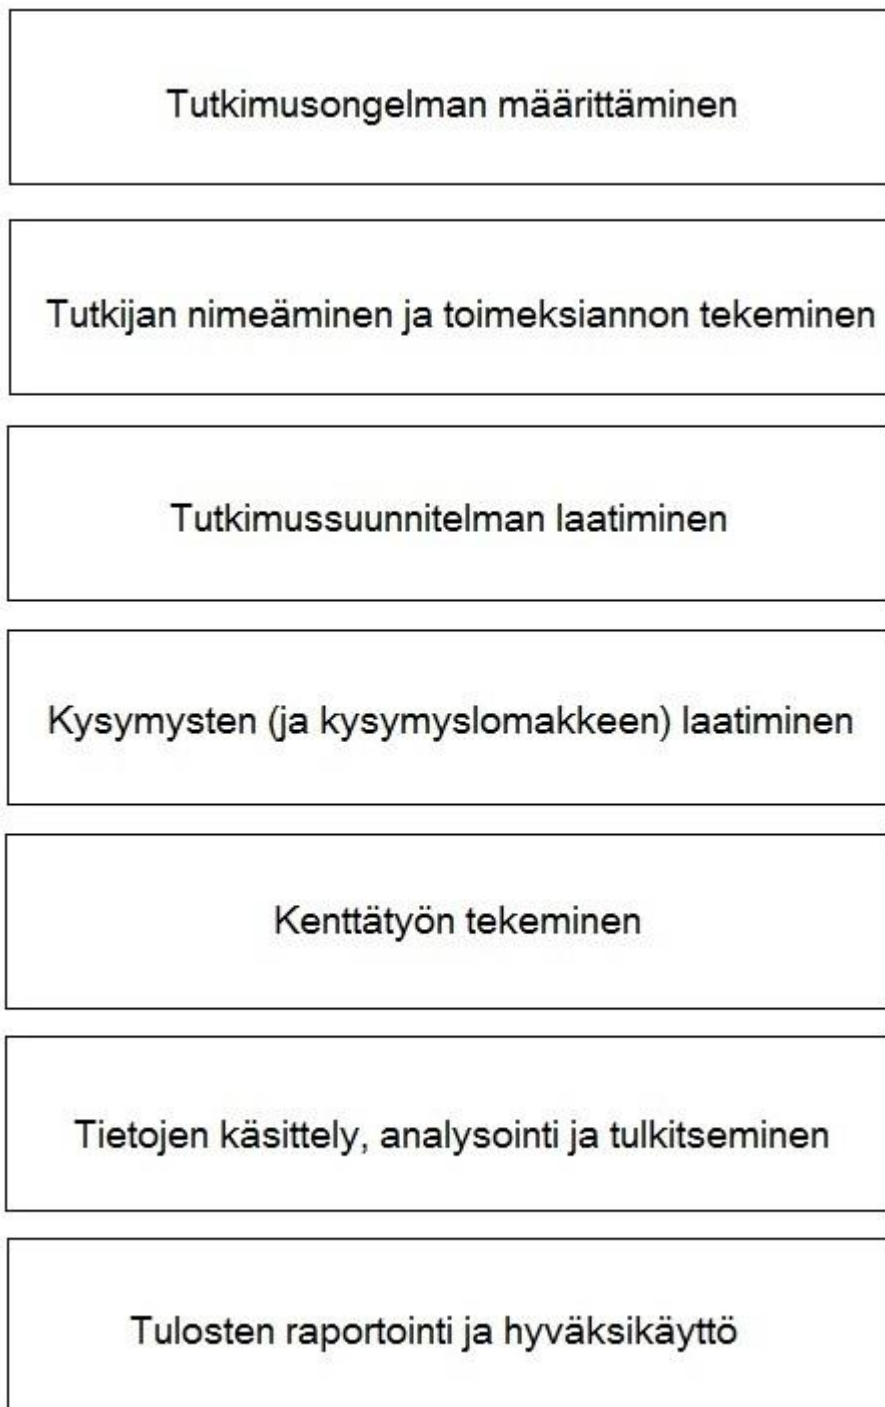 Tutkimusongelman määrittäminen
Tutkijan nimeäminen ja toimeksiannon tekeminen
Tutkimussuunnitelman laatiminen
Kysymysten (ja kysymyslomakkeen) laatiminen
Kenttätyön tekeminen
Tietojen käsittely, analysointi ja tulkitseminen
Tulosten raportointi ja hyväksikäyttö